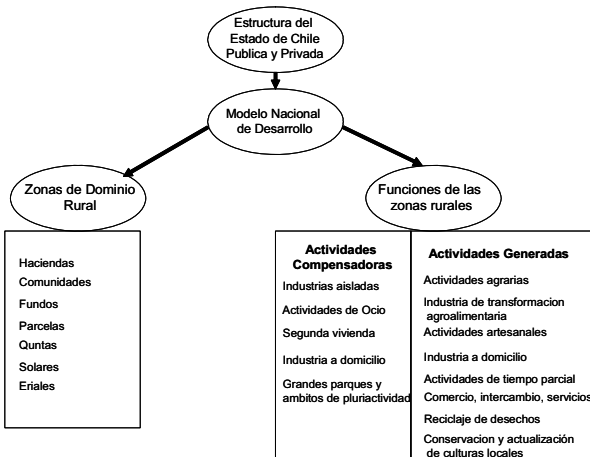 Estructura del
Estado de Chile
Publica y Privada
Modelo Nacional
de Desarrollo
Zonas de Dominio
Rural
Funciones de las
zonas rurales
Haciendas
Comunidades
Fundos
Parcelas
Quntas
Solares
Eriales
Actividades
Compensadoras
Industrias aisladas
Actividades de Ocio
Segunda vivienda
Industria a domicilio
Grandes parques y
ambitos de pluriactividad
Actividades Generadas
Actividades agrarias
Industria de transformacion
agroalimentaria
Actividades artesanales
Industria a domicilio
Actividades de tiempo parcial
Comercio, intercambio, servicios
Reciclaje de desechos
Conservacion y actualización
de culturas locales